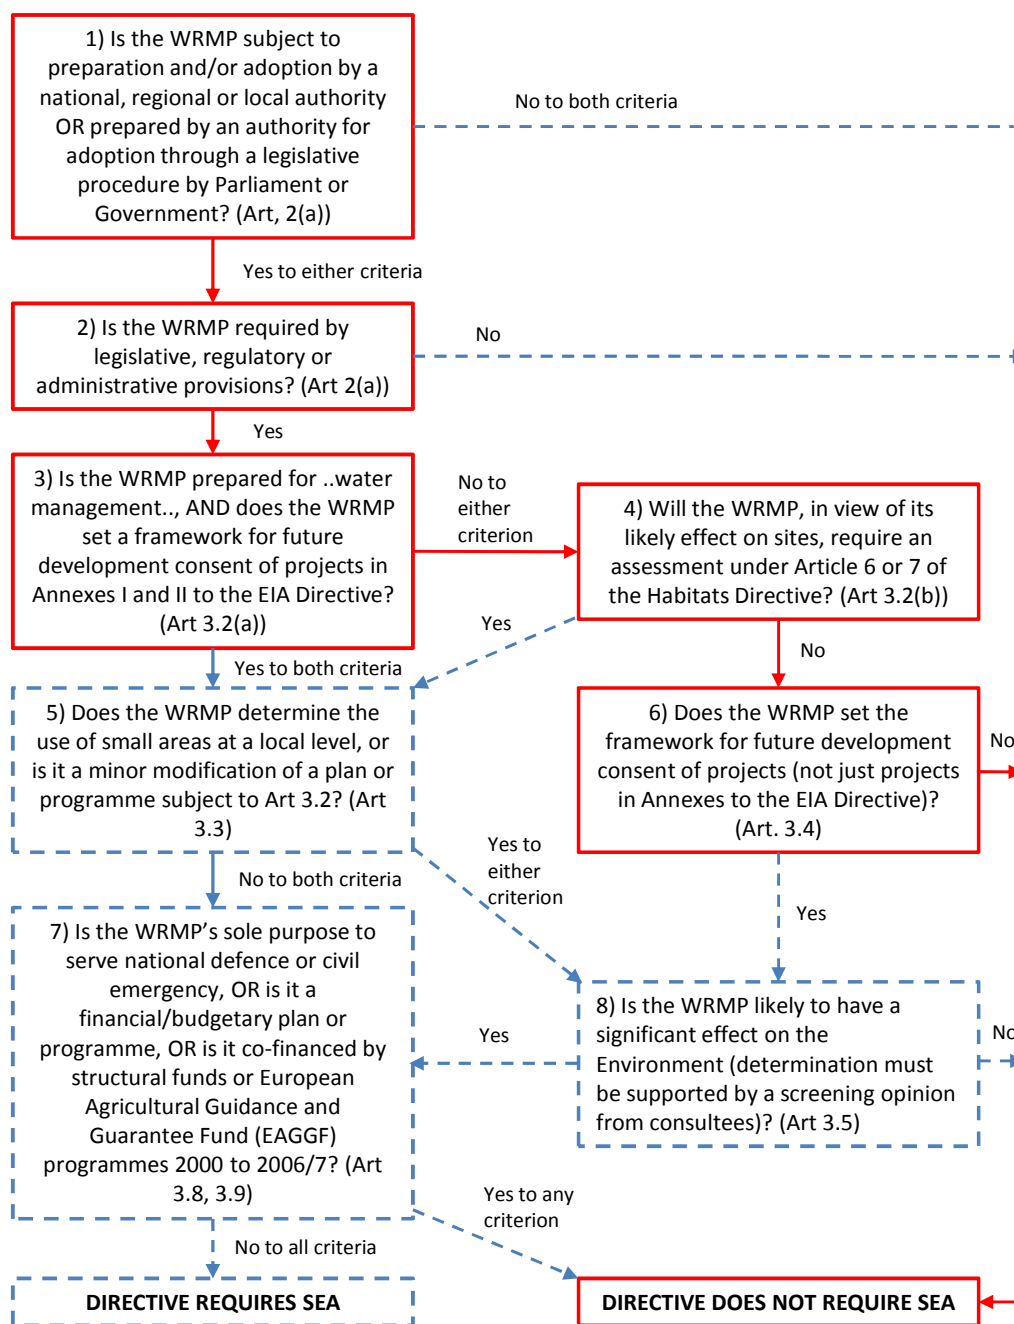 1) Is the WRMP subject to
preparation and/or adoption by a
national, regional or local authority
OR prepared by an authority for
adoption through a legislative
procedure by Parliament or
Government? (Art, 2(a))
No to both criteria
Yes to either criteria
2) Is the WRMP required by
legislative, regulatory or
administrative provisions? (Art 2(a))
No
Yes
3) Is the WRMP prepared for ..water
management.., AND does the WRMP
set a framework for future
development consent of projects in
Annexes I and II to the EIA Directive?
(Art 3.2(a))
No to
either
criterion
4) Will the WRMP, in view of its
likely effect on sites, require an
assessment under Article 6 or 7 of
the Habitats Directive? (Art 3.2(b))
Yes
Yes to both criteria
No
5) Does the WRMP determine the
use of small areas at a local level, or
is it a minor modification of a plan or
programme subject to Art 3.2? (Art
3.3)
6) Does the WRMP set the
framework for future development
consent of projects (not just projects
in Annexes to the EIA Directive)?
(Art. 3.4)
No
Yes to
either
criterion
No to both criteria
Yes
7) Is the WRMP’s sole purpose to
serve national defence or civil
emergency, OR is it a
financial/budgetary plan or
programme, OR is it co-financed by
structural funds or European
Agricultural Guidance and
Guarantee Fund (EAGGF)
programmes 2000 to 2006/7? (Art
3.8, 3.9)
Yes
8) Is the WRMP likely to have a
significant effect on the
Environment (determination must
be supported by a screening opinion
from consultees)? (Art 3.5)
No
Yes to any
criterion
No to all criteria
DIRECTIVE REQUIRES SEA
DIRECTIVE DOES NOT REQUIRE SEA